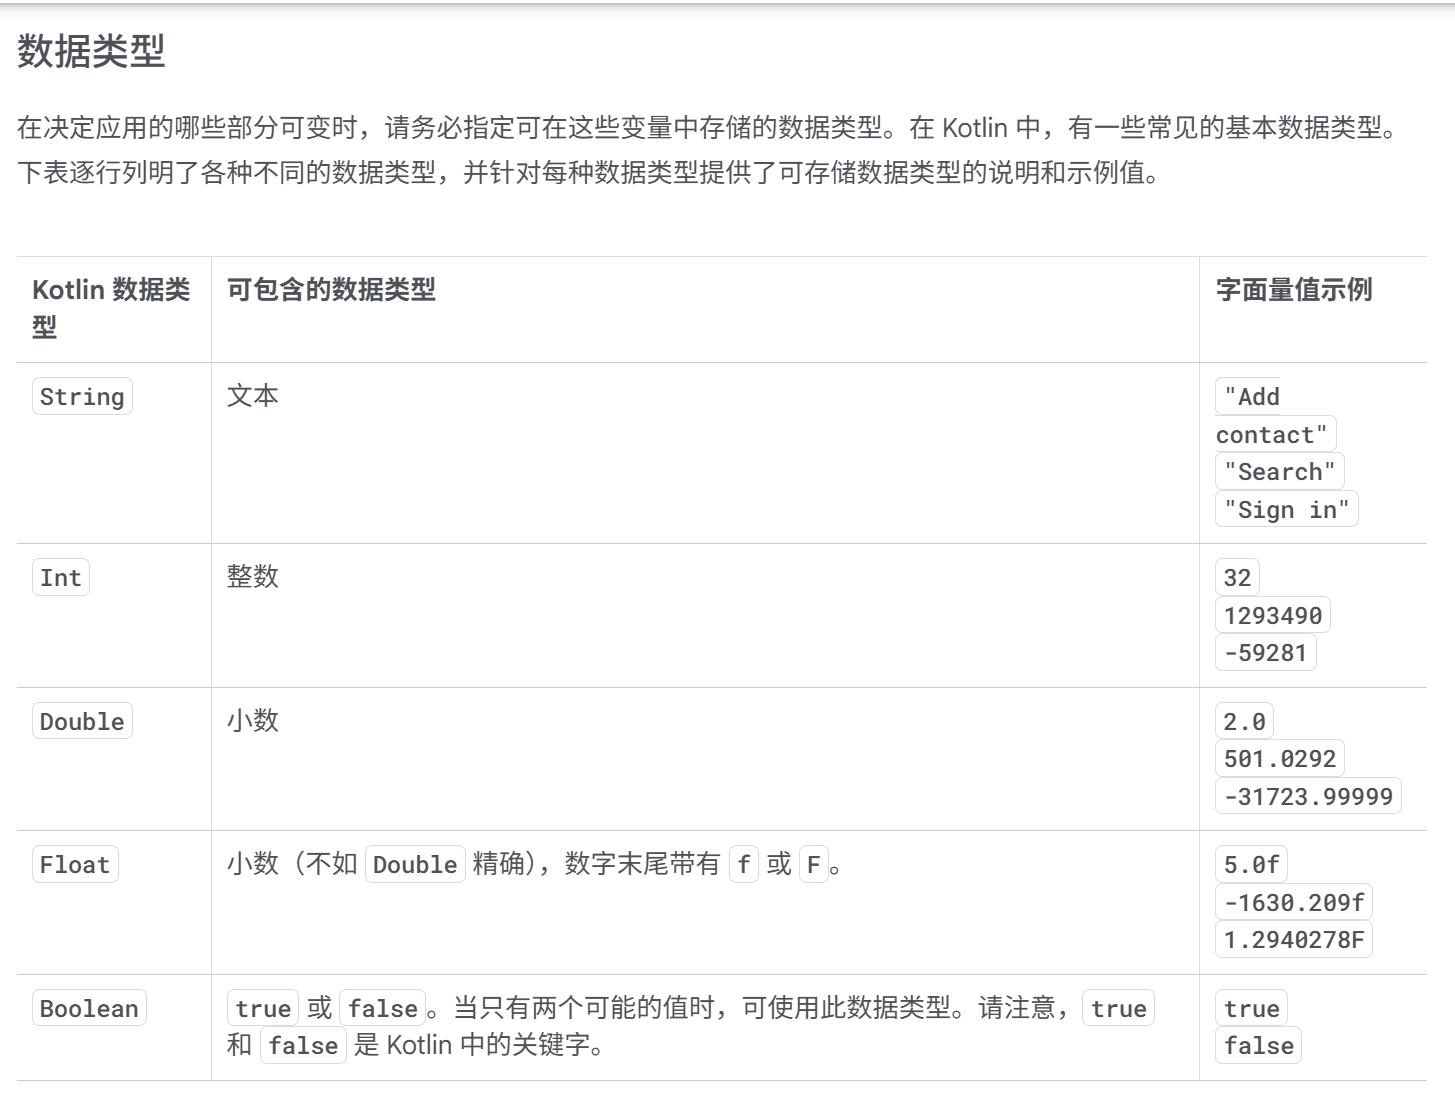 数据类型
在决定应用的哪些部分可变时，请务必指定可在这些变量中存储的数据类型。在 Kotlin 中，有一些常见的基本数据类型。
下表逐行列明了各种不同的数据类型，并针对每种数据类型提供了可存储数据类型的说明和示例值。
Kotlin 数据类
型
可包含的数据类型
字面量值示例
String
文本
"Add
contact"
"Search"
"Sign in"
Int
整数
32
1293490
-59281
Double
小数
2.0
501.0292
-31723.99999
Float
小数（不如 Double 精确），数字末尾带有 f 或 F。
5.0f
-1630.209f
1.2940278F
Boolean
true 或 false。当只有两个可能的值时，可使用此数据类型。请注意，true
和 false 是 Kotlin 中的关键字。
true
false